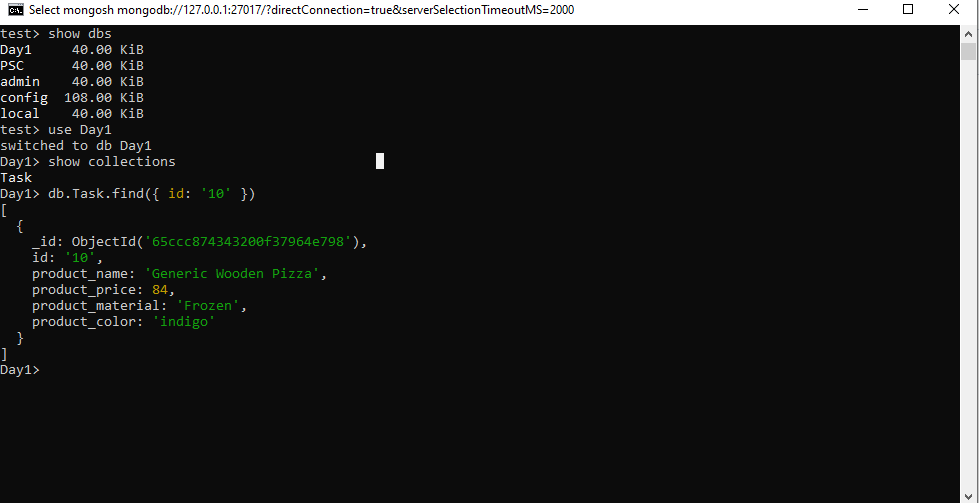 Select mongosh mongodb://127.0.0.1:27017/?directConnection=true&serverSelectionTimeoutMS=2000
test> show dbs
Day1     40.00 KiB
PSC      40.00 KiB
admin    40.00 KiB
config  108.00 KiB
local    40.00 KiB
test> use Day1
switched to db Day1
Day1> show collections
Task
Day1> db.Task.find({ id: '10' })
[
  {
    _id: ObjectId('65ccc874343200f37964e798'),
    id: '10',
    product_name: 'Generic Wooden Pizza',
    product_price: 84,
    product_material: 'Frozen',
    product_color: 'indigo'
  }
]
Day1>